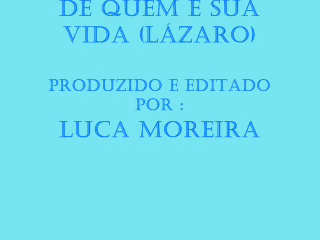 DE QUEM É SUA
VIDA (LÁZARO)
PRODUZIDO E EDITADO
POR :
LUCA MOREIRA